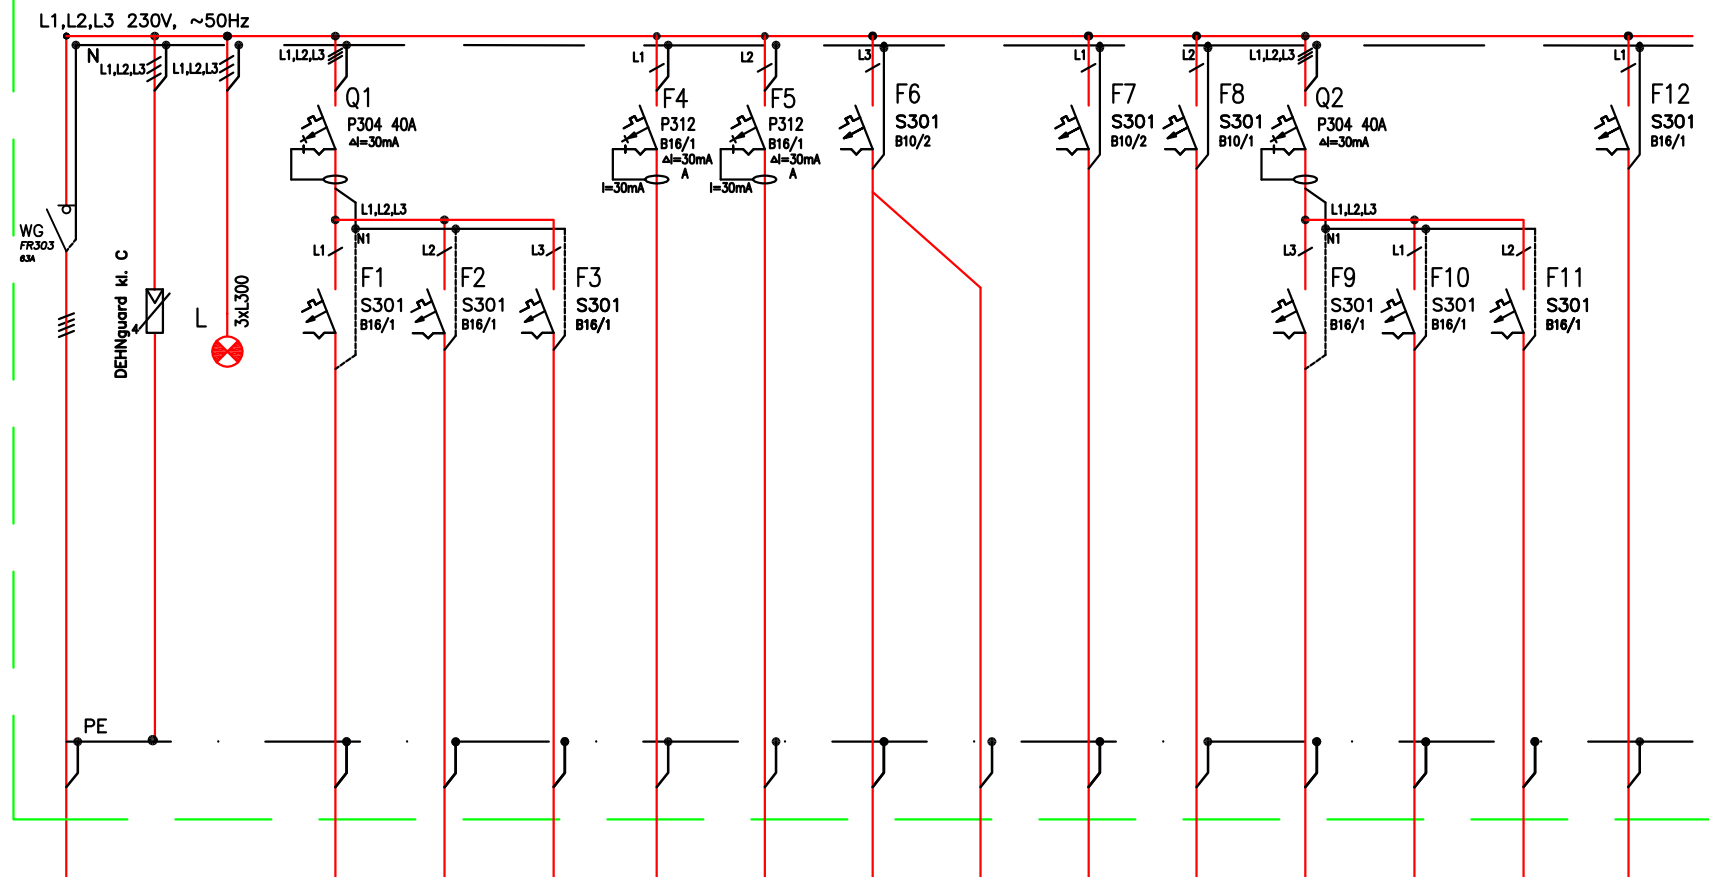 L1,L2,L3 230V, ~50Hz
N
L1,L2,L3
L1,L2,L3
L1,L2,L3
L1
L2
L3
L1
L2
L1,L2,L3
L1
Q1
P304 40A
ΔI=30mA
F4
P312
B16/1
ΔI=30mA
A
I=30mA
F5
P312
B16/1
ΔI=30mA
A
I=30mA
F6
S301
B10/2
F7
S301
B10/2
F8
S301
B10/1
Q2
P304 40A
ΔI=30mA
F12
S301
B16/1
WG
FR303
63A
L1,L2,L3
N1
L1
L2
L3
L1,L2,L3
N1
L3
L1
L2
DEHNguard kl. C
4
L
3xL300
F1
S301
B16/1
F2
S301
B16/1
F3
S301
B16/1
F9
S301
B16/1
F10
S301
B16/1
F11
S301
B16/1
PE